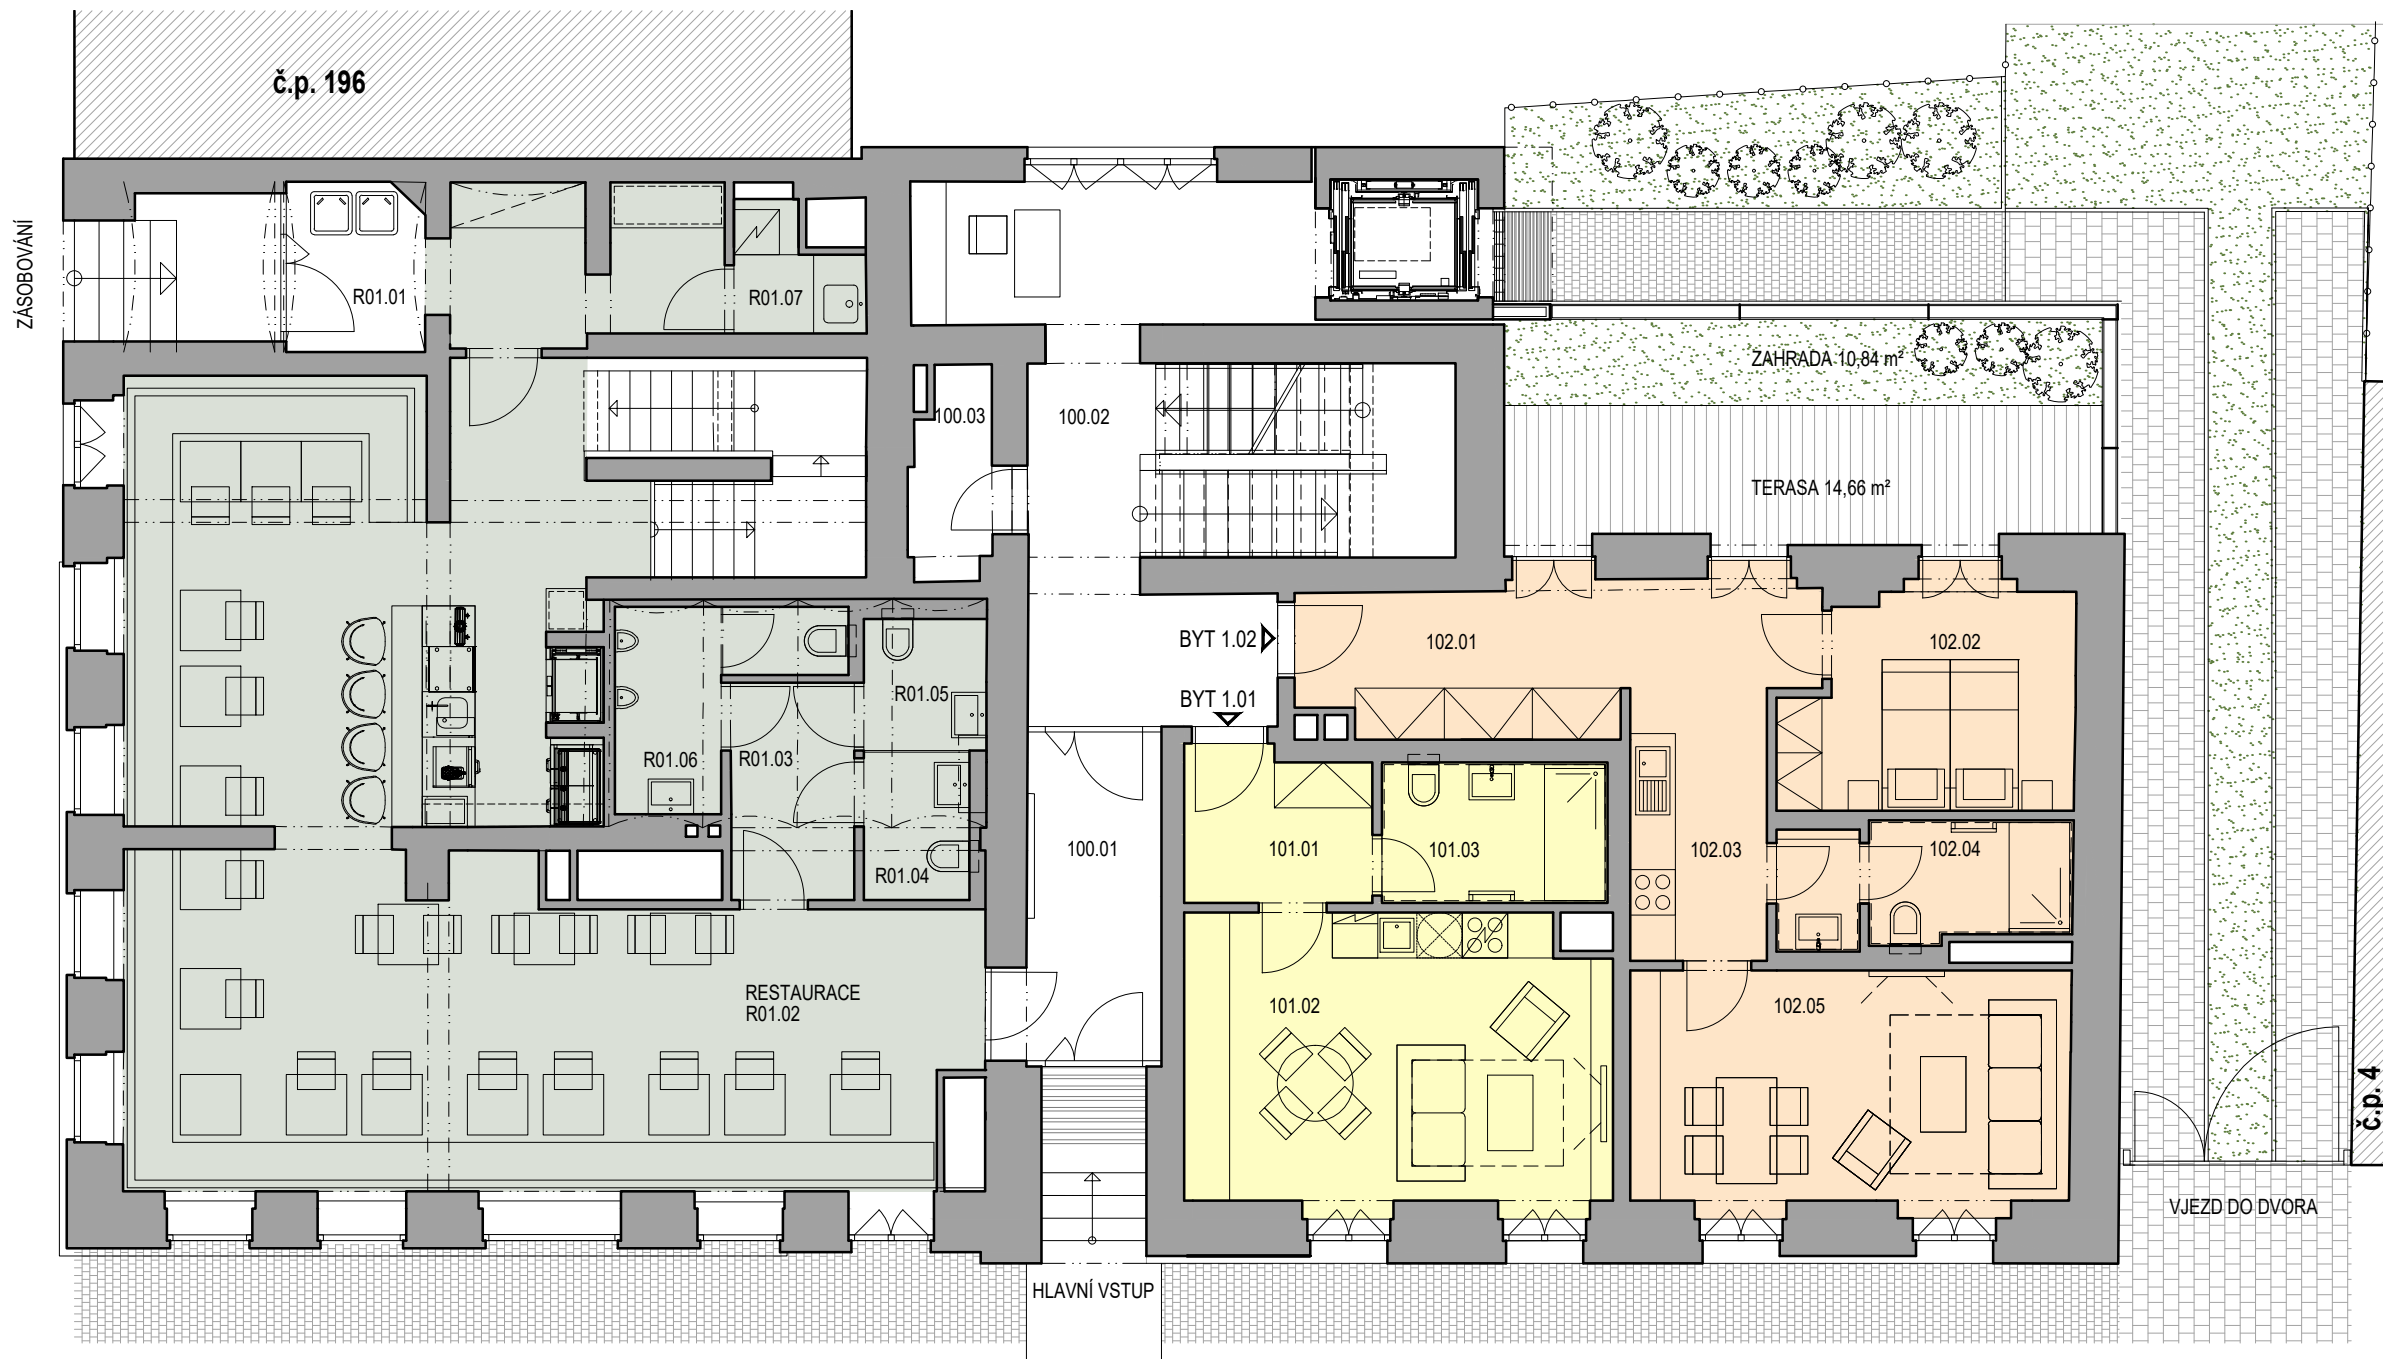 č.p. 196
ZÁSOBOVÁNÍ
R01.01
R01.07
ZAHRADA 10,84 m²
100.03
100.02
TERASA 14,66 m²
BYT 1.02
102.01
102.02
R01.05
BYT 1.01
R01.06
R01.03
100.01
101.01
101.03
102.03
102.04
R01.04
RESTAURACE
R01.02
101.02
102.05
č.p. 4
VJEZD DO DVORA
HLAVNÍ VSTUP